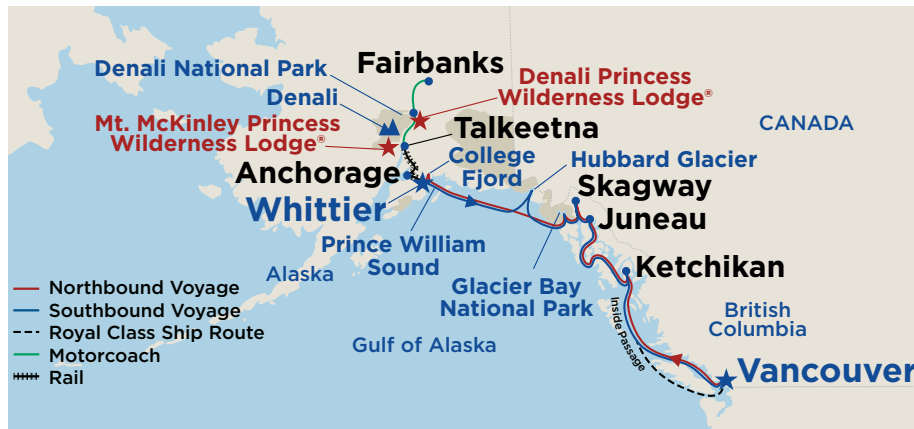 Fairbanks
Denali National Park
Denali Princess
Wilderness Lodge®
Denali
Mt. McKinley Princess
Wilderness Lodge®
Talkeetna
CANADA
College
Fjord
Hubbard Glacier
Anchorage
Whittier
Skagway
Juneau
Prince William
Sound
Alaska
Glacier Bay
National Park
Ketchikan
Northbound Voyage
Southbound Voyage
Royal Class Ship Route
Motorcoach
Rail
Gulf of Alaska
Inside Passage
British
Columbia
Vancouver